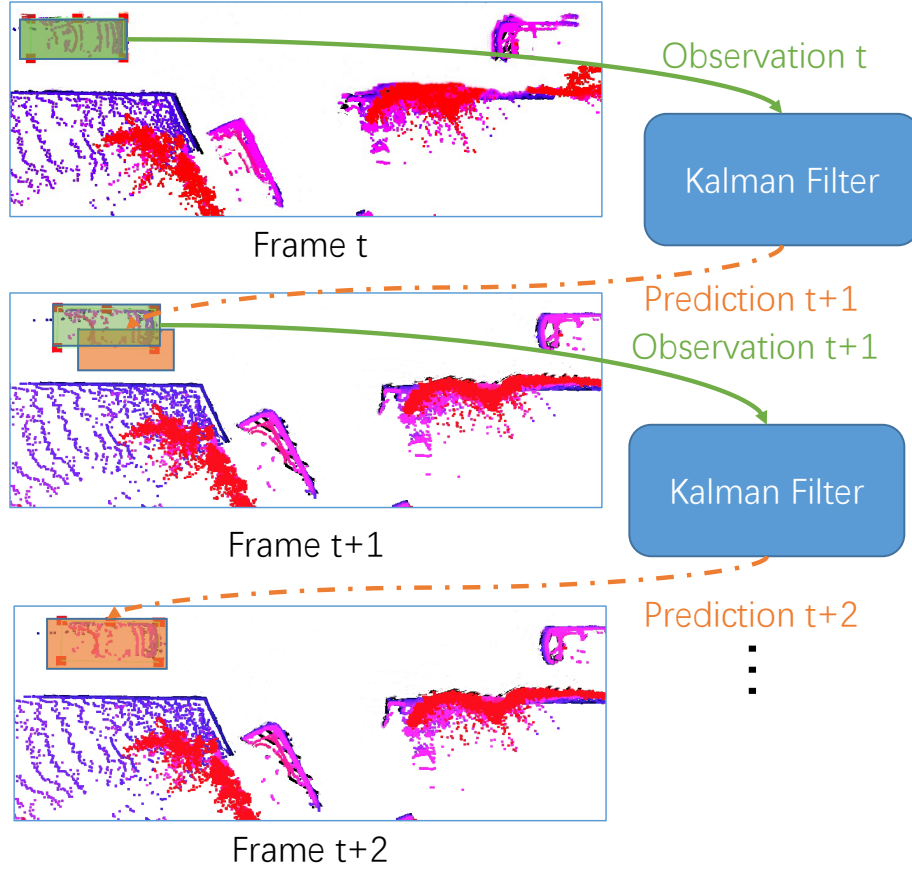 Observation t
Kalman Filter
Frame t
Prediction t+1
Observation t+1
Kalman Filter
Frame t+1
Prediction t+2
Frame t+2